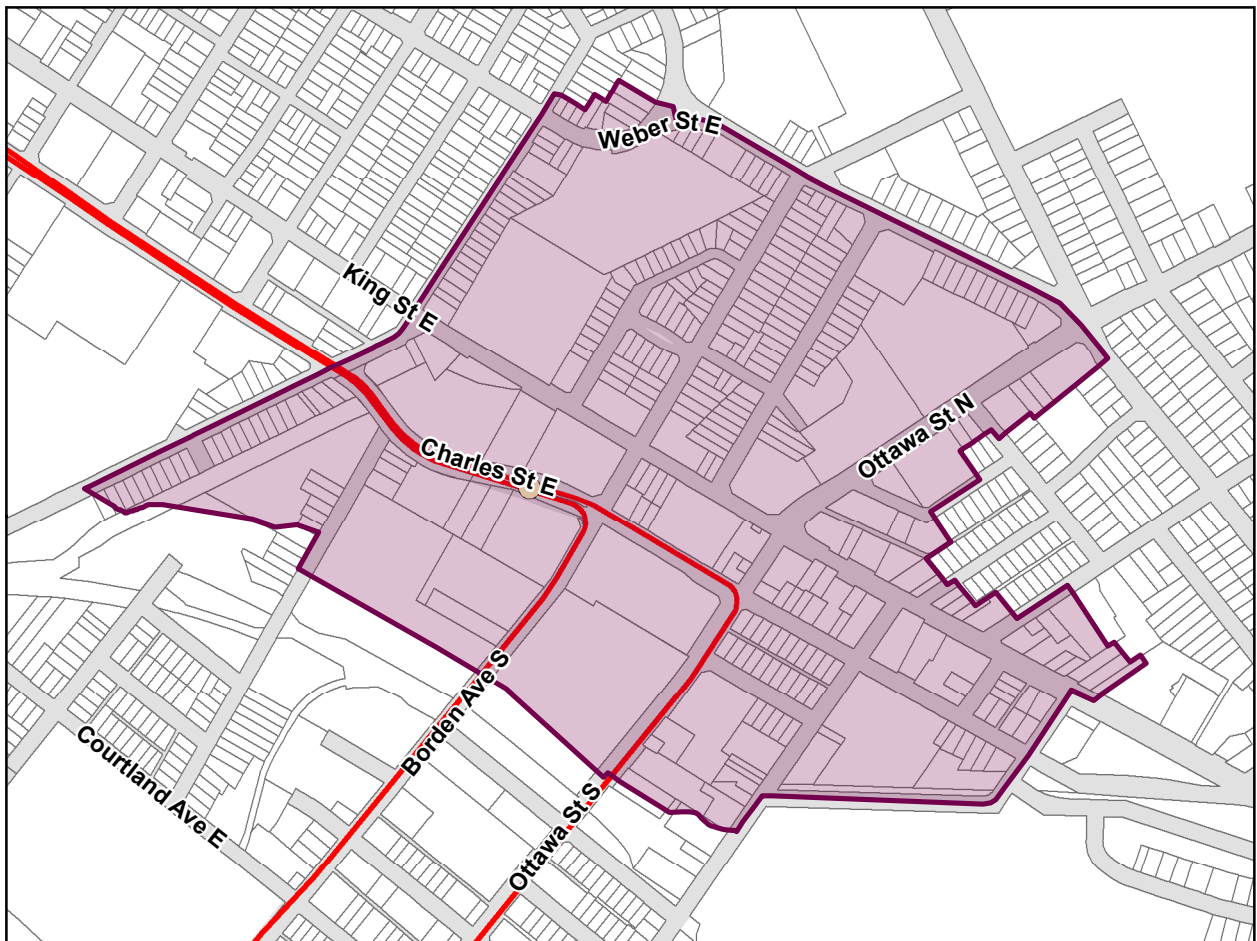 Weber St E
King St E
Ottawa St N
Charles St E
Borden Ave S
Courtland Ave E
Ottawa St S